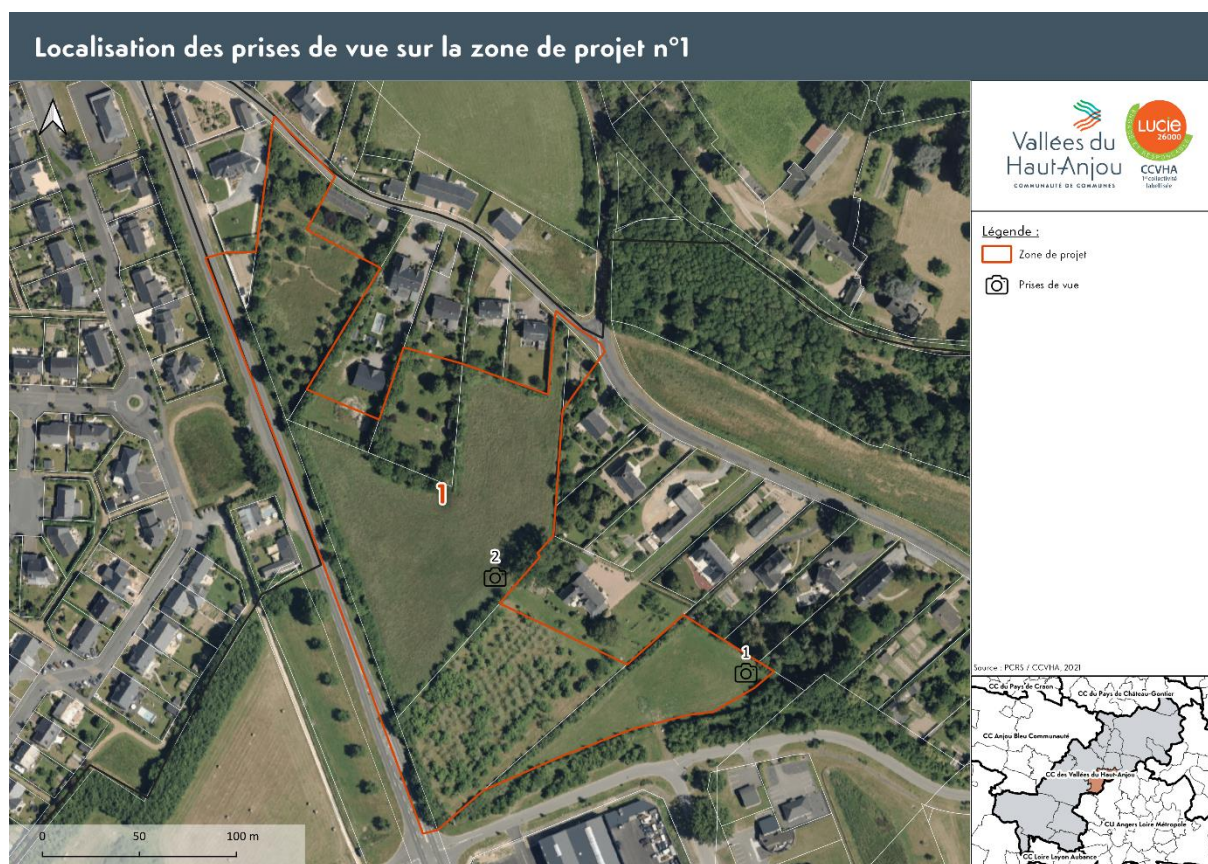 Localisation des prises de vue sur la zone de projet n°1
Vallées du
Haut-Anjou
COMMUNAUTÉ DE COMMUNES
LUCIE
26000
CCVHA
1ère collectivité
labellisée
Légende :
Zone de projet
Prises de vue
1
2
1
0 50 100 m
Source : PCRS / CCVHA, 2021
CC du Pays de Craon
CC du Pays de Château-Gontier
CC Anjou Bleu Communauté
CC des Vallées du Haut-Anjou
CU Angers Loire Métropole
CC Loire Layon Aubance